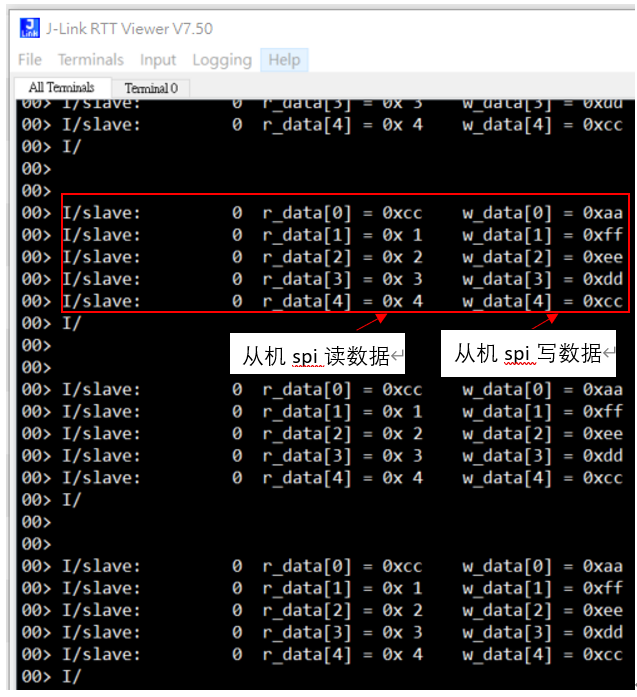 J-Link RTT Viewer V7.50
File Terminals Input Logging Help
All Terminals Terminal 0
00> I/slave: 0 r_data[3] = 0x 3 w_data[3] = 0xdd
00> I/slave: 0 r_data[4] = 0x 4 w_data[4] = 0xcc
00> I/
00>
00>
00> I/slave: 0 r_data[0] = 0xcc w_data[0] = 0xaa
00> I/slave: 0 r_data[1] = 0x 1 w_data[1] = 0xff
00> I/slave: 0 r_data[2] = 0x 2 w_data[2] = 0xee
00> I/slave: 0 r_data[3] = 0x 3 w_data[3] = 0xdd
00> I/slave: 0 r_data[4] = 0x 4 w_data[4] = 0xcc
00> I/
00>
从机 spi 读数据 从机 spi 写数据
00>
00> I/slave: 0 r_data[0] = 0xcc w_data[0] = 0xaa
00> I/slave: 0 r_data[1] = 0x 1 w_data[1] = 0xff
00> I/slave: 0 r_data[2] = 0x 2 w_data[2] = 0xee
00> I/slave: 0 r_data[3] = 0x 3 w_data[3] = 0xdd
00> I/slave: 0 r_data[4] = 0x 4 w_data[4] = 0xcc
00> I/
00>
00>
00> I/slave: 0 r_data[0] = 0xcc w_data[0] = 0xaa
00> I/slave: 0 r_data[1] = 0x 1 w_data[1] = 0xff
00> I/slave: 0 r_data[2] = 0x 2 w_data[2] = 0xee
00> I/slave: 0 r_data[3] = 0x 3 w_data[3] = 0xdd
00> I/slave: 0 r_data[4] = 0x 4 w_data[4] = 0xcc
00> I/